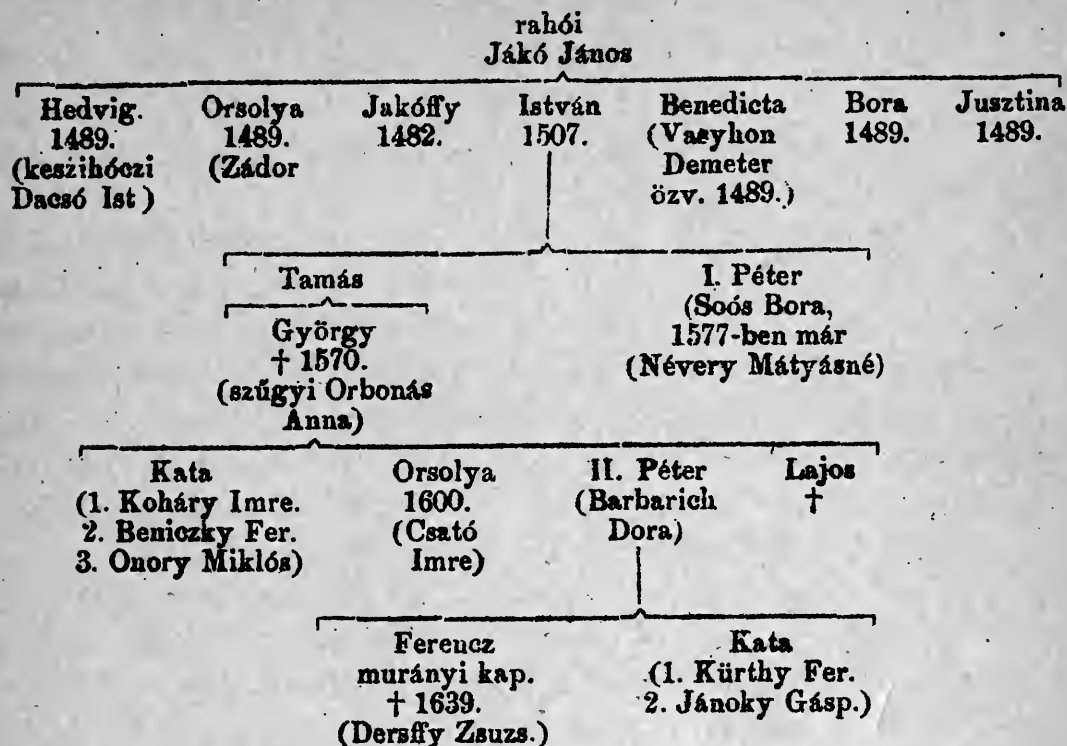 rahói
Jákó János
Hedvig. Orsolya Jakóffy István Benedicta Bora Jusztina
1489. 1489. 1482. 1507. (Vasyhon 1489. 1489.
(keszihóczi (Zádor Demeter
Dacsó Ist) özv. 1489.)
Tamás I. Péter
(Soós Bora,
György 1577-ben már
† 1570. (Névery Mátyásné)
(szűgyi Orbonás
Anna)
Kata Orsolya II. Péter Lajos
(1. Koháry Imre. 1600. (Barbarich †
2. Beniczky Fer. (Csató Dora)
3. Onory Miklós) Imre)
Ferencz Kata
murányi kap. (1. Kürthy Fer.
† 1639. 2. Jánoky Gásp.)
(Dersffy Zsuzs.)